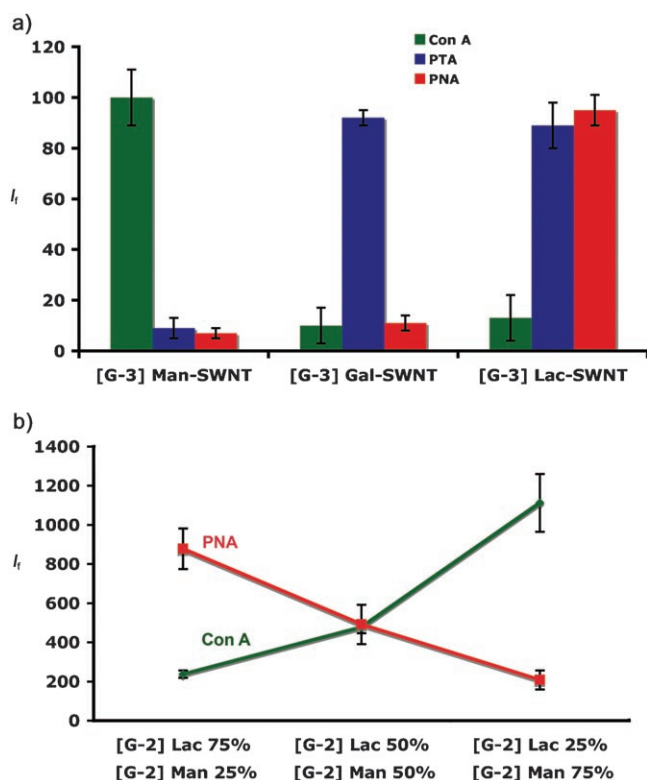 a)
Con A
PTA
PNA
120
100
80
60
40
20
0
If
[G-3] Man-SWNT [G-3] Gal-SWNT [G-3] Lac-SWNT
b)
1400
1200
1000
800
600
400
200
0
If
PNA
Con A
[G-2] Lac 75% [G-2] Lac 50% [G-2] Lac 25%
[G-2] Man 25% [G-2] Man 50% [G-2] Man 75%